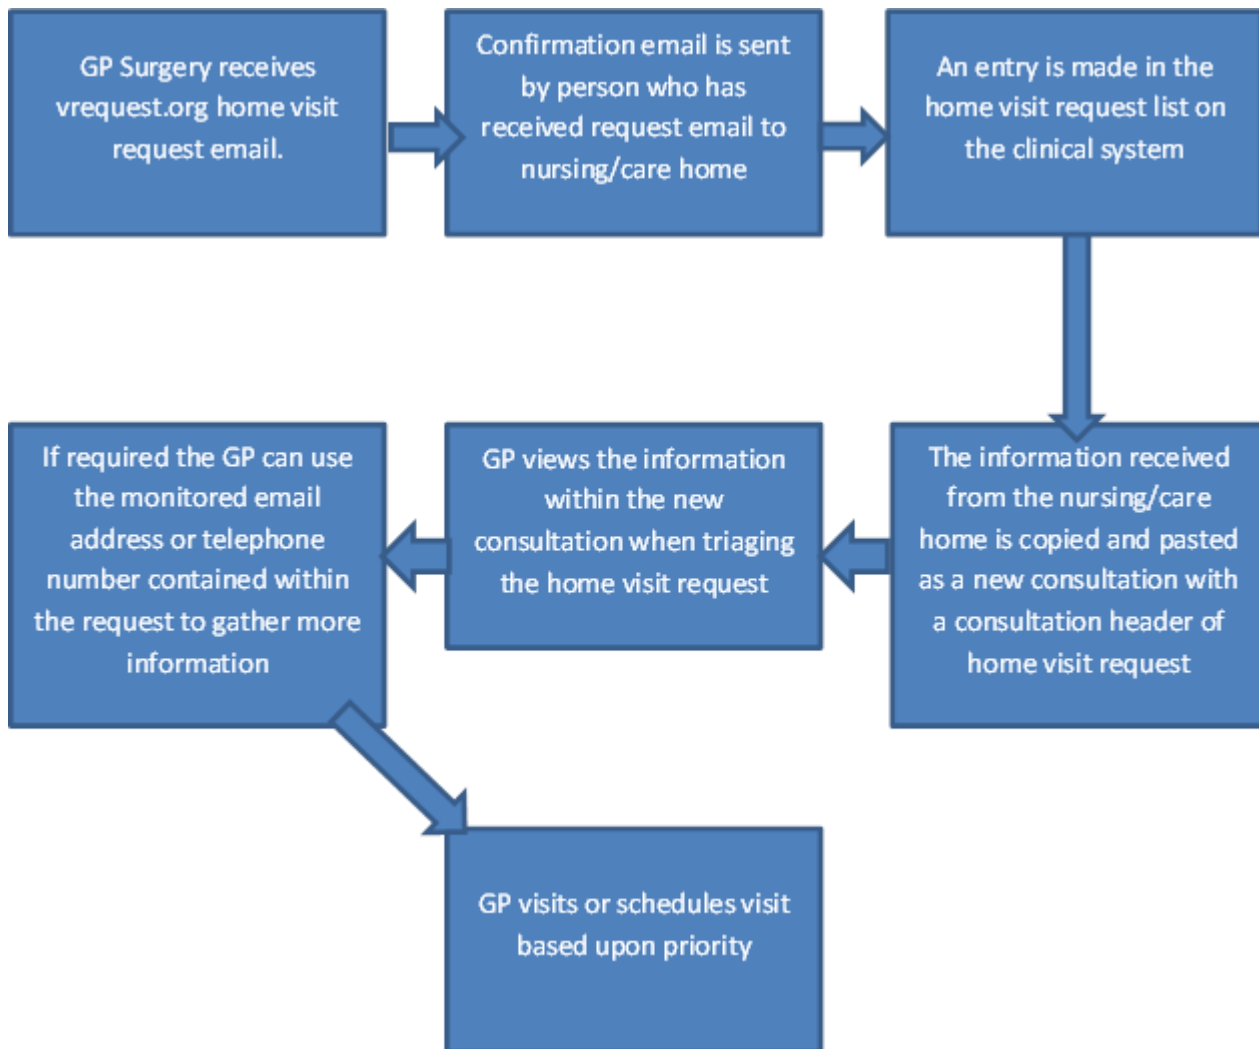 GP Surgery receives
vrequest.org home visit
request email.
Confirmation email is sent
by person who has
received request email to
nursing/care home
An entry is made in the
home visit request list on
the clinical system
The information received
from the nursing/care
home is copied and pasted
as a new consultation with
a consultation header of
home visit request
GP views the information
within the new
consultation when triaging
the home visit request
If required the GP can use
the monitored email
address or telephone
number contained within
the request to gather more
information
GP visits or schedules visit
based upon priority